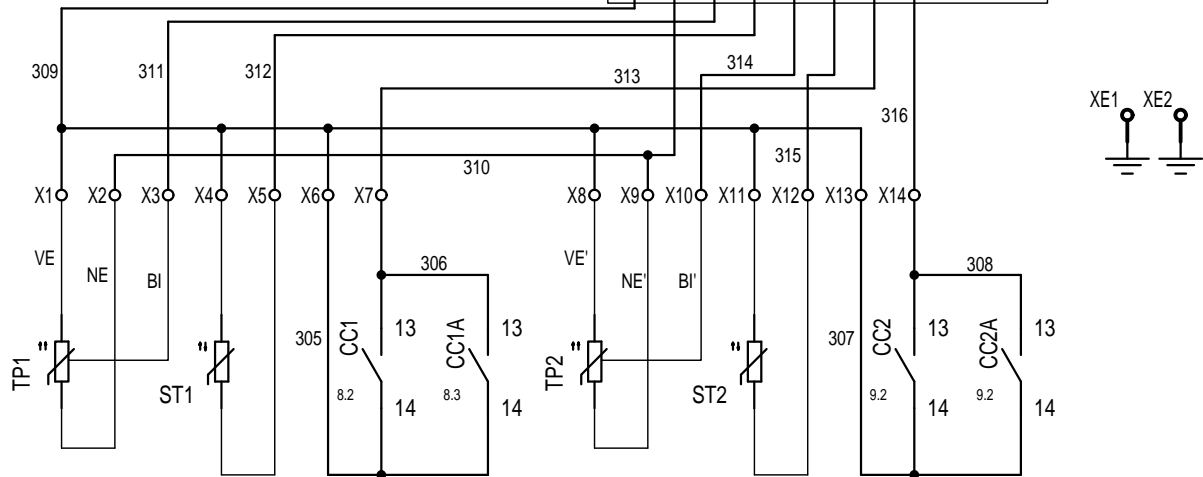 309
311
312
313
314
316
XE1
XE2
310
315
X1
X2
X3
X4
X5
X6
X7
X8
X9
X10
X11
X12
X13
X14
VE
NE
BI
VE'
NE'
BI'
306
308
TP1
ST1
305
CC1
13
14
8.2
CC1A
13
14
8.3
TP2
ST2
307
CC2
13
14
9.2
CC2A
13
14
9.2